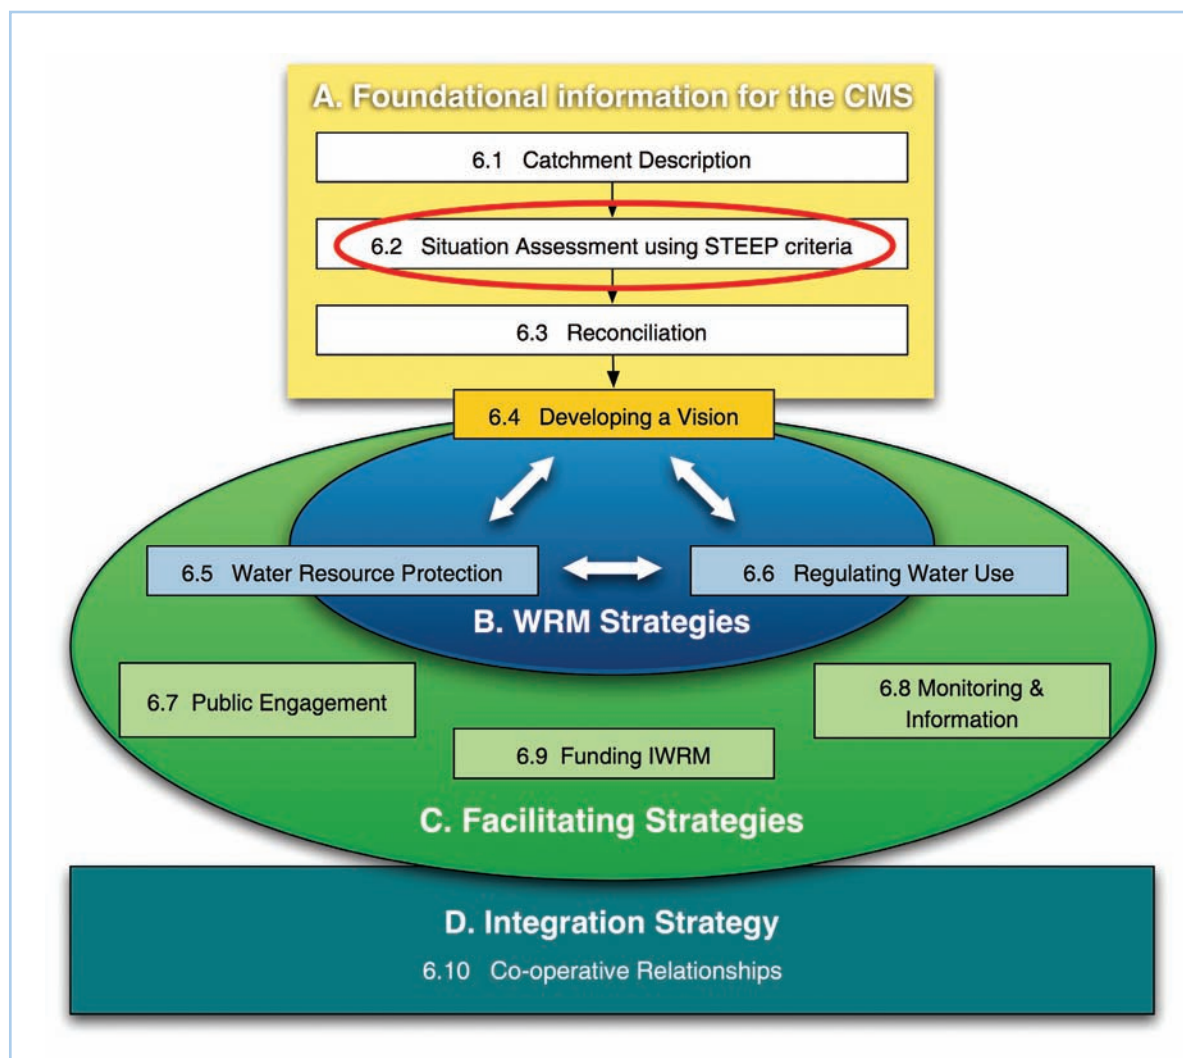 A. Foundational information for the CMS
6.1 Catchment Description
6.2 Situation Assessment using STEEP criteria
6.3 Reconciliation
6.4 Developing a Vision
6.5 Water Resource Protection
6.6 Regulating Water Use
B. WRM Strategies
6.7 Public Engagement
6.8 Monitoring &
Information
6.9 Funding IWRM
C. Facilitating Strategies
D. Integration Strategy
6.10 Co-operative Relationships